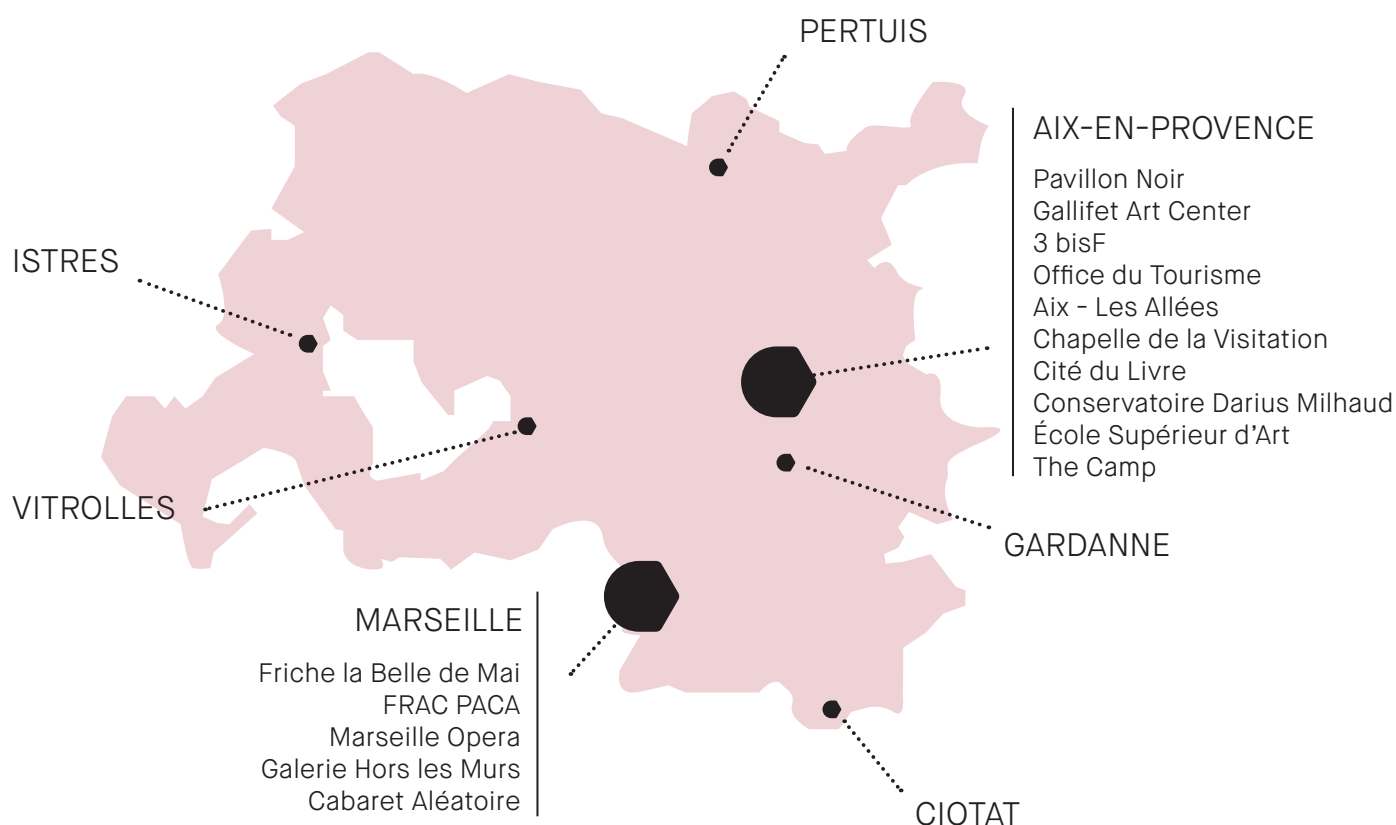 PERTUIS
AIX-EN-PROVENCE
Pavillon Noir
Gallifet Art Center
3 bisF
Office du Tourisme
Aix - Les Allées
Chapelle de la Visitation
Cité du Livre
Conservatoire Darius Milhaud
École Supérieur d'Art
The Camp
ISTRES
VITROLLES
GARDANNE
MARSEILLE
Friche la Belle de Mai
FRAC PACA
Marseille Opera
Galerie Hors les Murs
Cabaret Aléatoire
CIOTAT